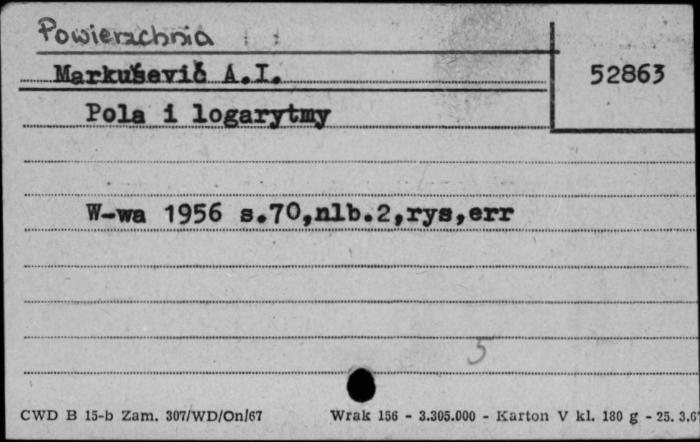 Powierzchnia
Markuševič A.I.
52863
Pola i logarytmy
W-wa 1956 s.70,nlb.2,rys,err
5
CWD B 15-b Zam. 307/WD/On/67 Wrak 156 - 3.305.000 - Karton V kl. 180 g - 25. 3.67